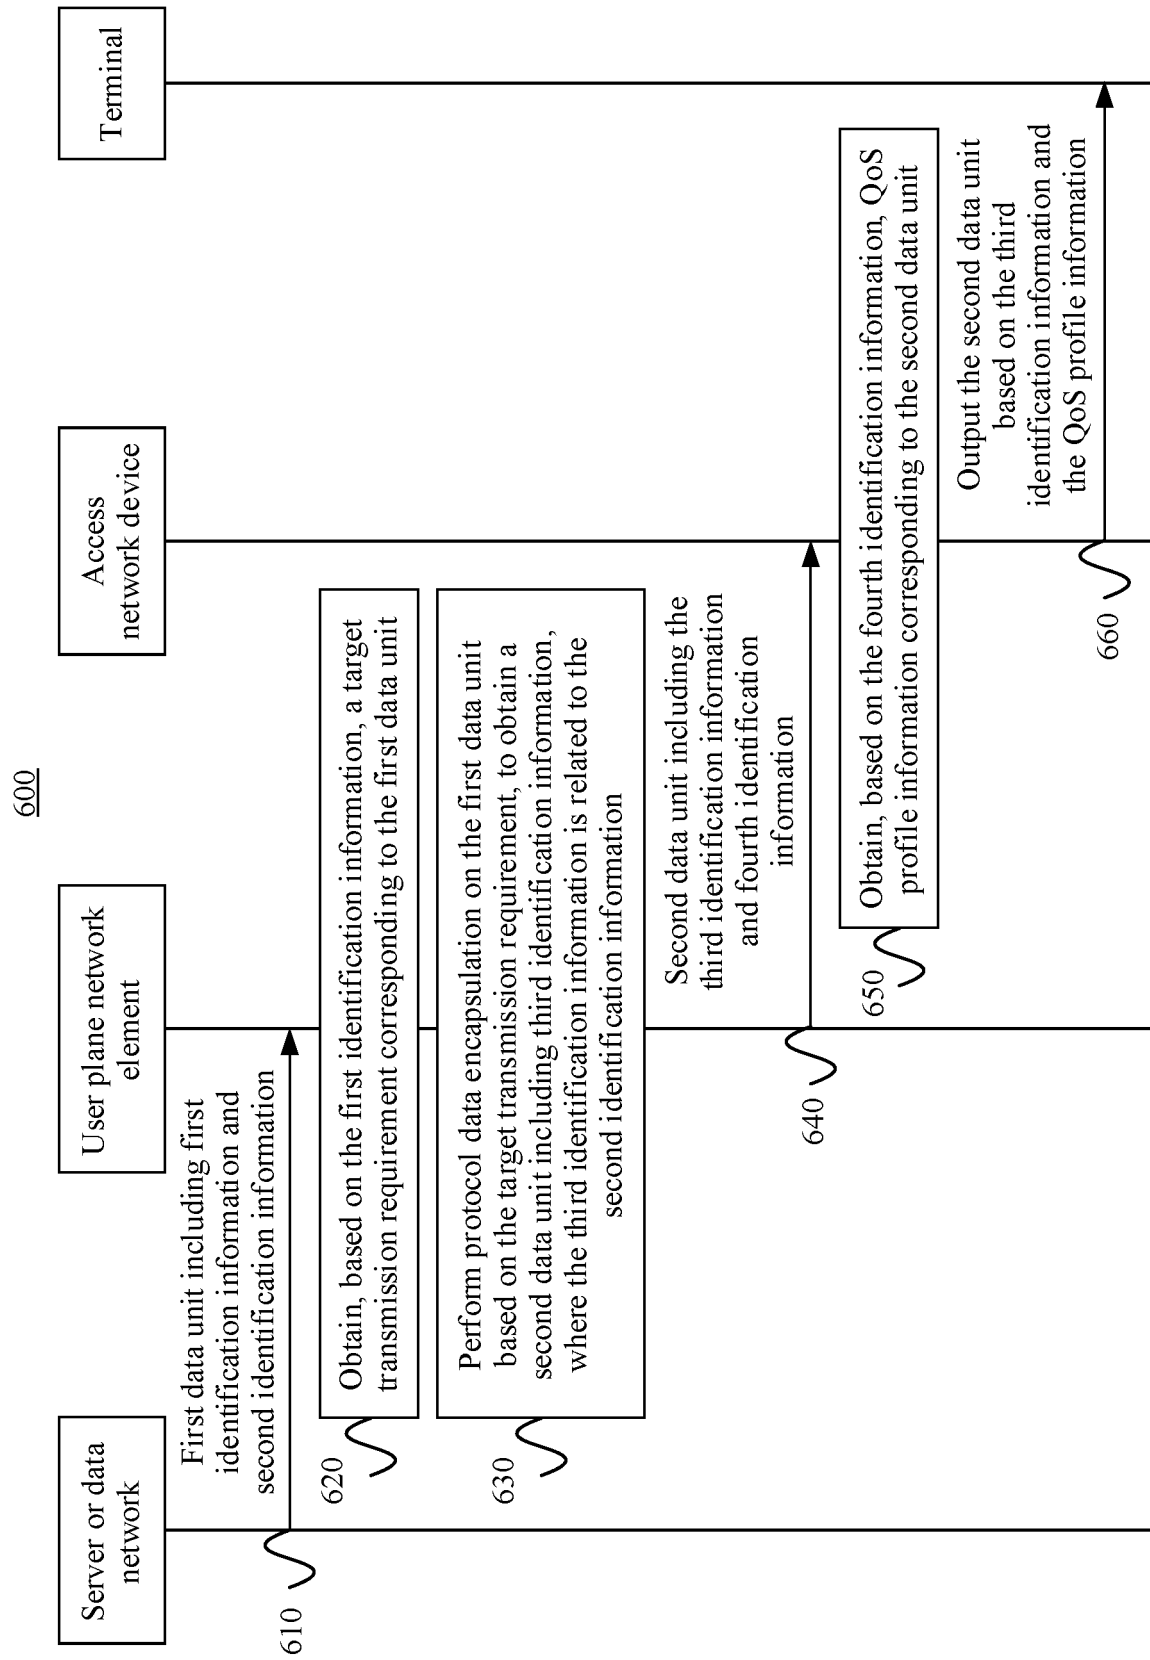 600
Server or data
network
User plane network
element
Access
network device
Terminal
First data unit including first
identification information and
second identification information
610
Obtain, based on the first identification information, a target
transmission requirement corresponding to the first data unit
620
Perform protocol data encapsulation on the first data unit
based on the target transmission requirement, to obtain a
second data unit including third identification information,
where the third identification information is related to the
second identification information
630
Second data unit including the
third identification information
and fourth identification
information
640
Obtain, based on the fourth identification information, QoS
profile information corresponding to the second data unit
650
Output the second data unit
based on the third
identification information and
the QoS profile information
660